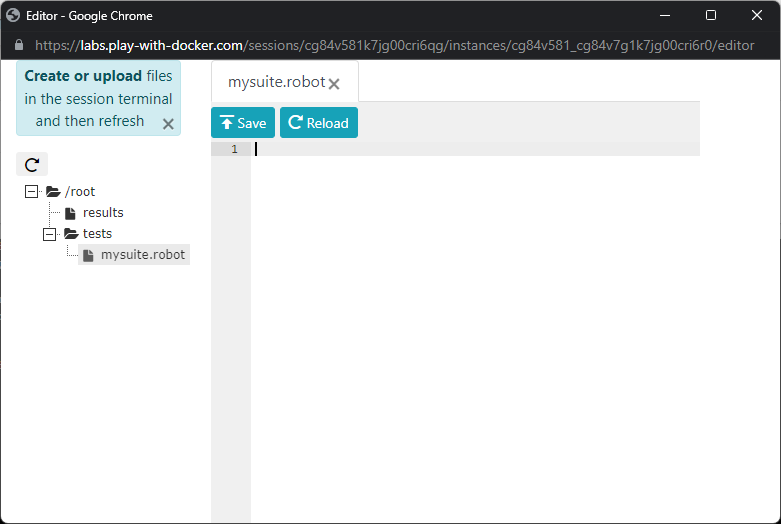 Editor - Google Chrome
https://labs.play-with-docker.com/sessions/cg84v581k7jg00cri6qg/instances/cg84v581_cg84v7g1k7jg00cri6r0/editor
Create or upload files
in the session terminal
and then refresh
mysuite.robot
Save
Reload
1
/root
results
tests
mysuite.robot